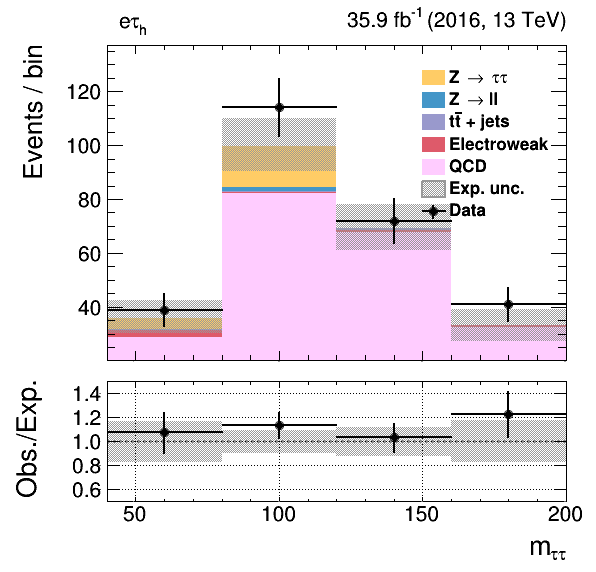 eτh 35.9 fb-1 (2016, 13 TeV)
Events / bin
120
100
80
60
40
Z → ττ
Z → ll
tt̄ + jets
Electroweak
QCD
Exp. unc.
Data
Obs./Exp.
1.4
1.2
1.0
0.8
0.6
50 100 150 200
mττ